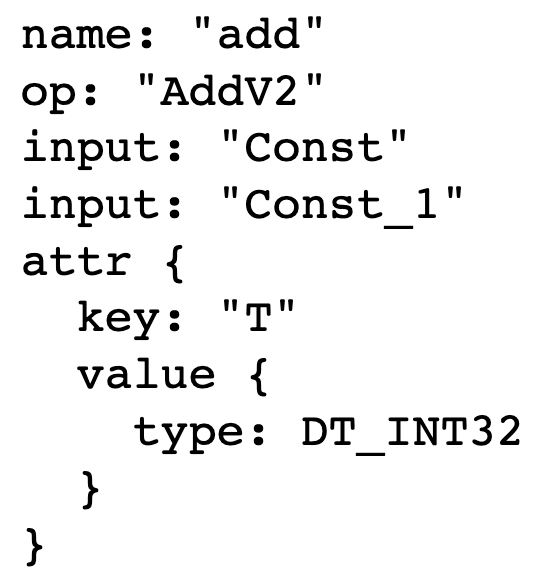 name: "add"
op: "AddV2"
input: "Const"
input: "Const_1"
attr {
  key: "T"
  value {
    type: DT_INT32
  }
}